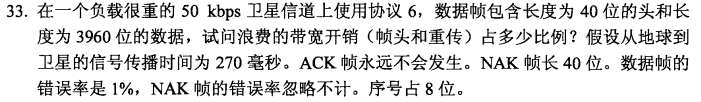 33. 在一个负载很重的 50 kbps 卫星信道上使用协议 6，数据帧包含长度为 40 位的头和长
度为 3960 位的数据，试问浪费的带宽开销（帧头和重传）占多少比例？假设从地球到
卫星的信号传播时间为 270 毫秒。ACK 帧永远不会发生。NAK 帧长 40 位。数据帧的
错误率是 1%，NAK 帧的错误率忽略不计。序号占 8 位。